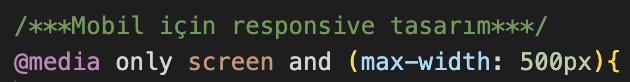 /***Mobil için responsive tasarım***/
@media only screen and (max-width: 500px){